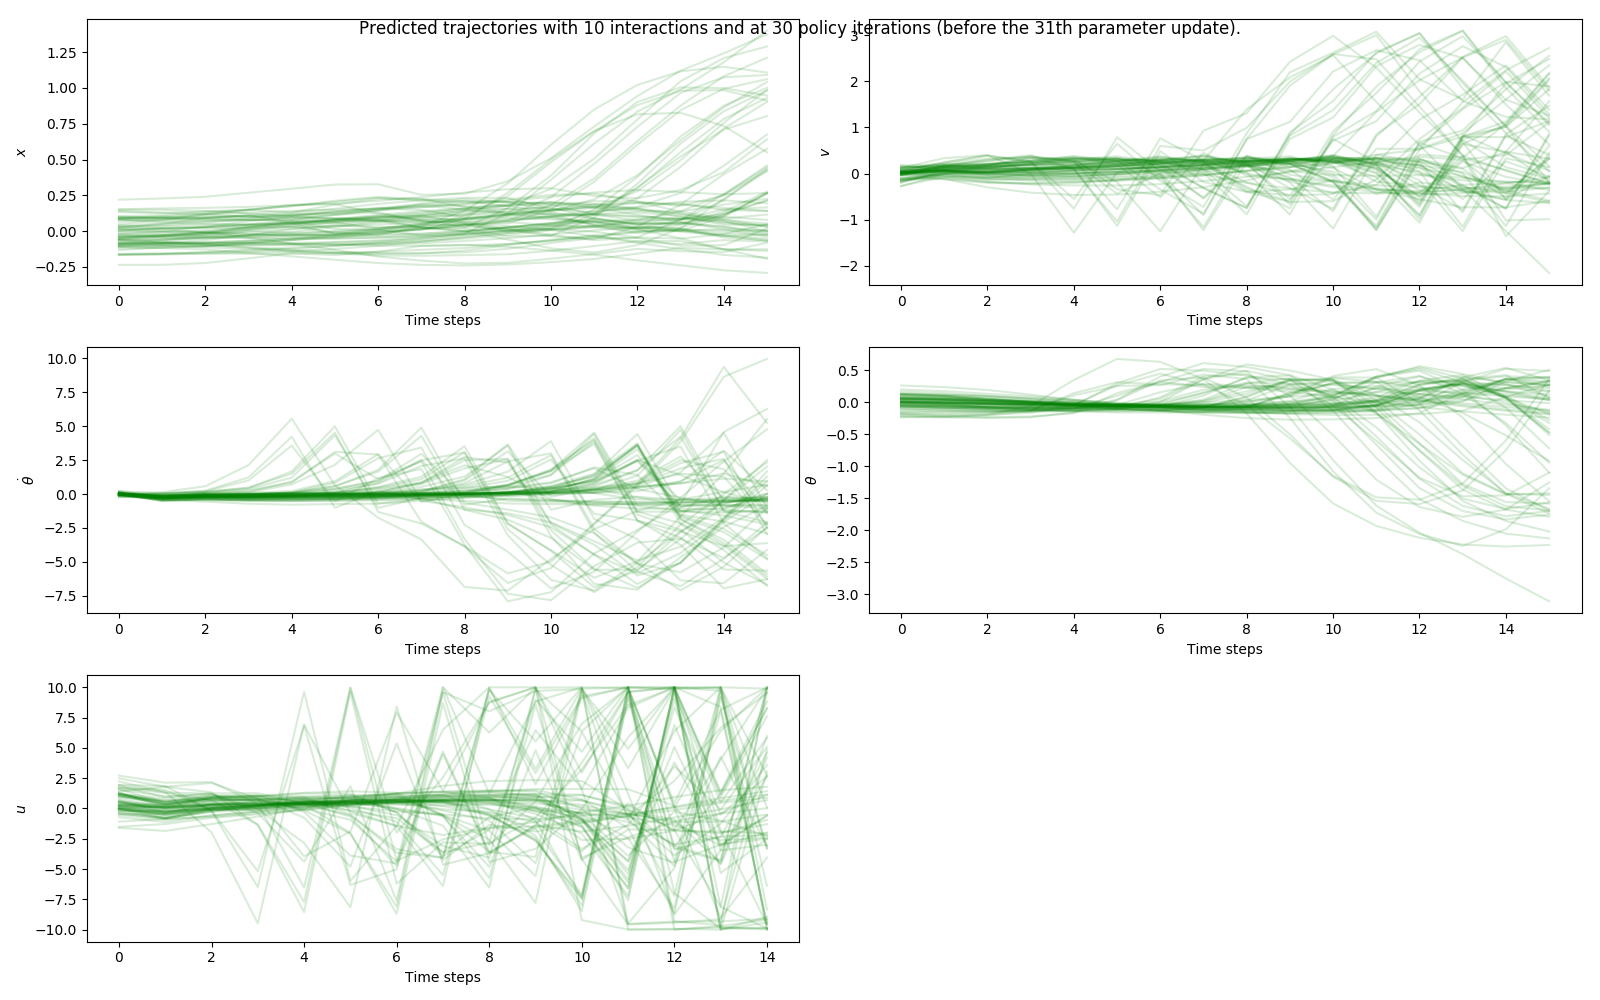 Predicted trajectories with 10 interactions and at 30 policy iterations (before the 31th parameter update).
1.25
1.00
0.75
0.50
0.25
0.00
−0.25
x
0 2 4 6 8 10 12 14
Time steps
3
2
1
0
−1
−2
v
0 2 4 6 8 10 12 14
Time steps
10.0
7.5
5.0
2.5
0.0
−2.5
−5.0
−7.5
θ̇
0 2 4 6 8 10 12 14
Time steps
0.5
0.0
−0.5
−1.0
−1.5
−2.0
−2.5
−3.0
θ
0 2 4 6 8 10 12 14
Time steps
10.0
7.5
5.0
2.5
0.0
−2.5
−5.0
−7.5
−10.0
u
0 2 4 6 8 10 12 14
Time steps